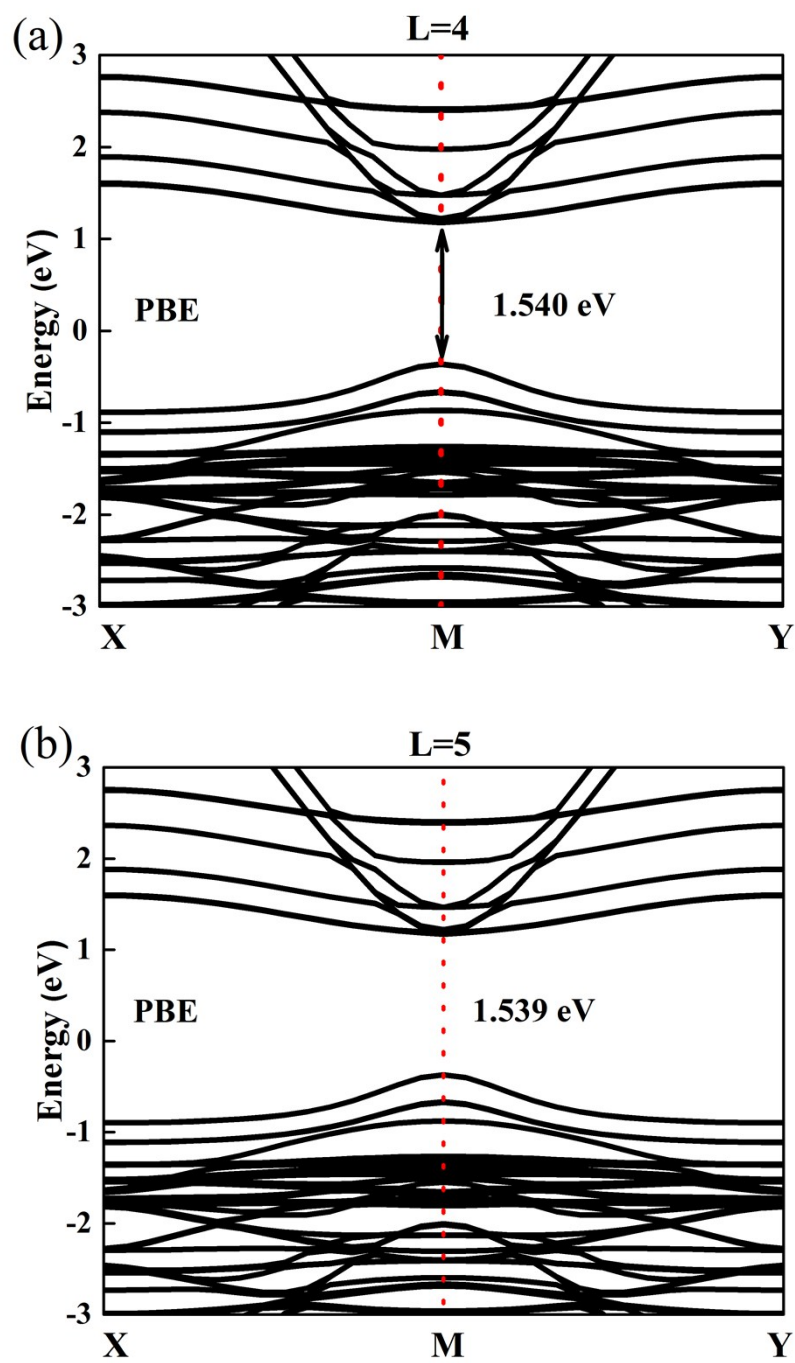 (a)
L=4
3
2
1
0
-1
-2
-3
Energy (eV)
PBE
1.540 eV
X M Y
(b)
L=5
3
2
1
0
-1
-2
-3
Energy (eV)
PBE
1.539 eV
X M Y